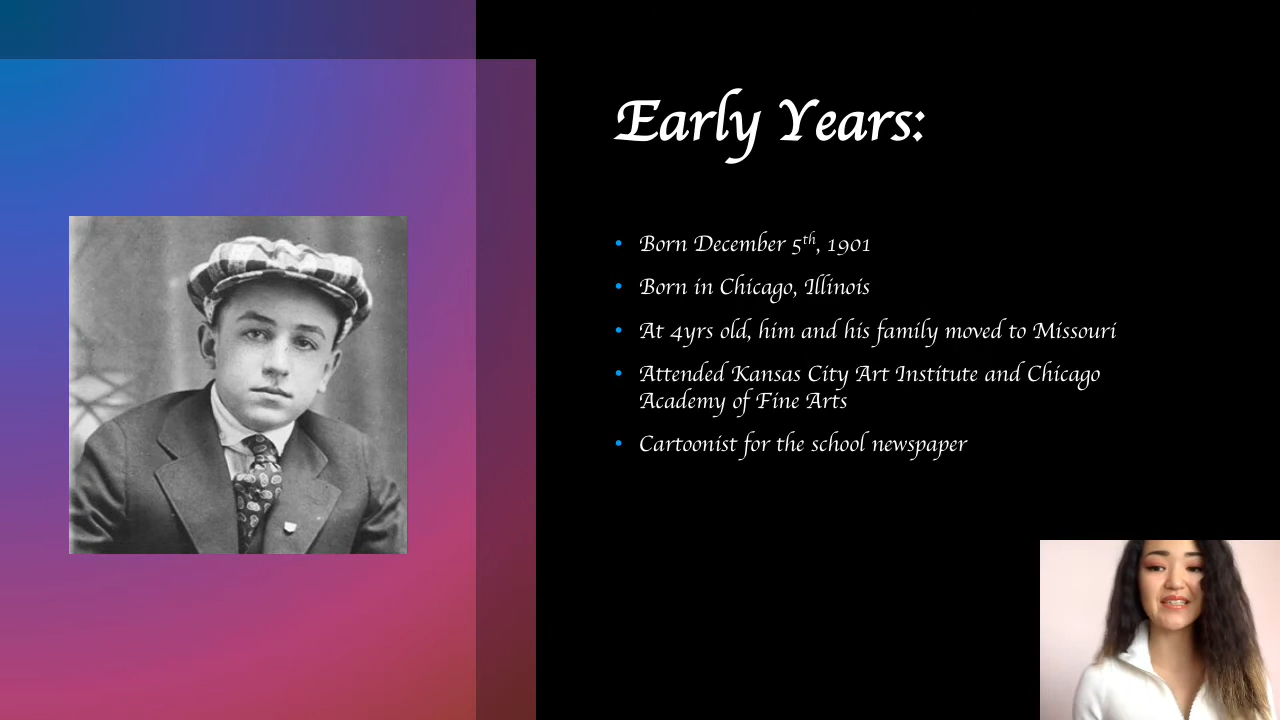 Early Years:
• Born December 5th, 1901
• Born in Chicago, Illinois
• At 4yrs old, him and his family moved to Missouri
• Attended Kansas City Art Institute and Chicago
Academy of Fine Arts
• Cartoonist for the school newspaper